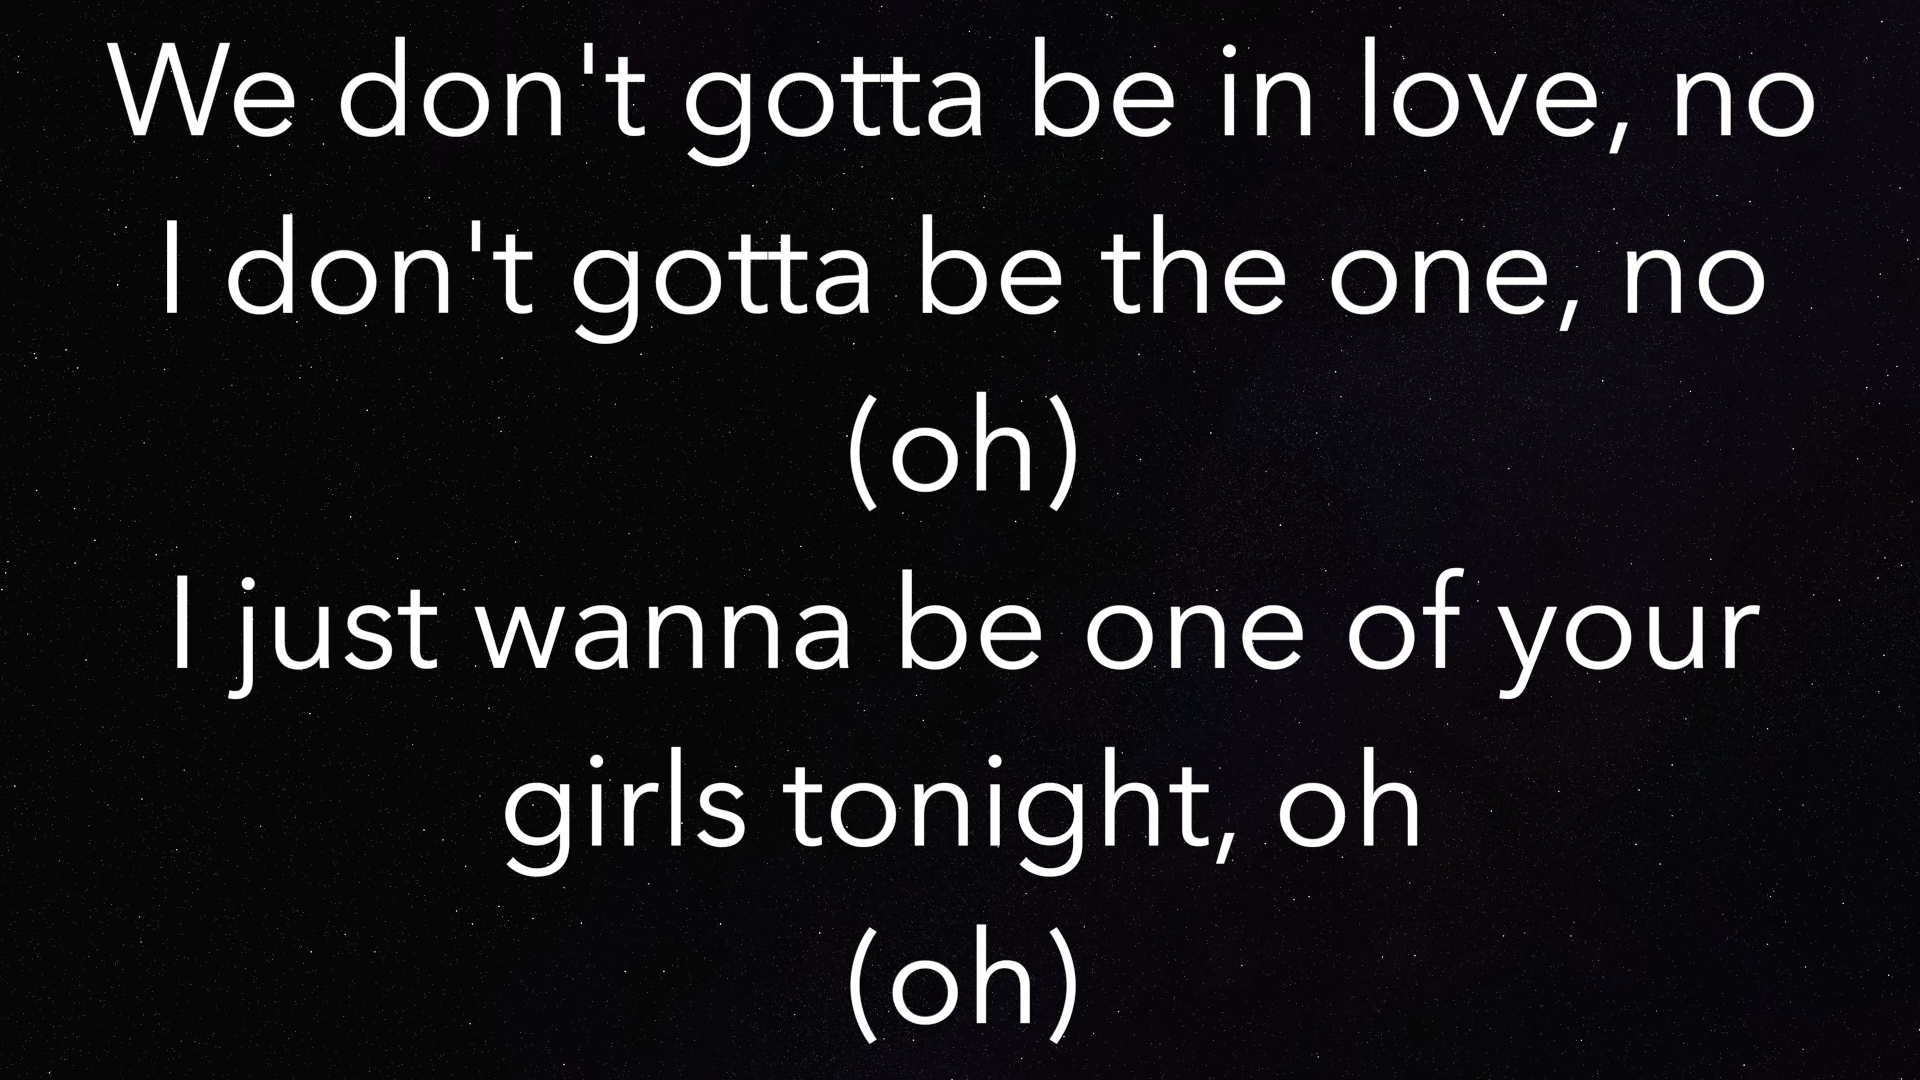 We don't gotta be in love, no
I don't gotta be the one, no
(oh)
I just wanna be one of your
girls tonight, oh
(oh)